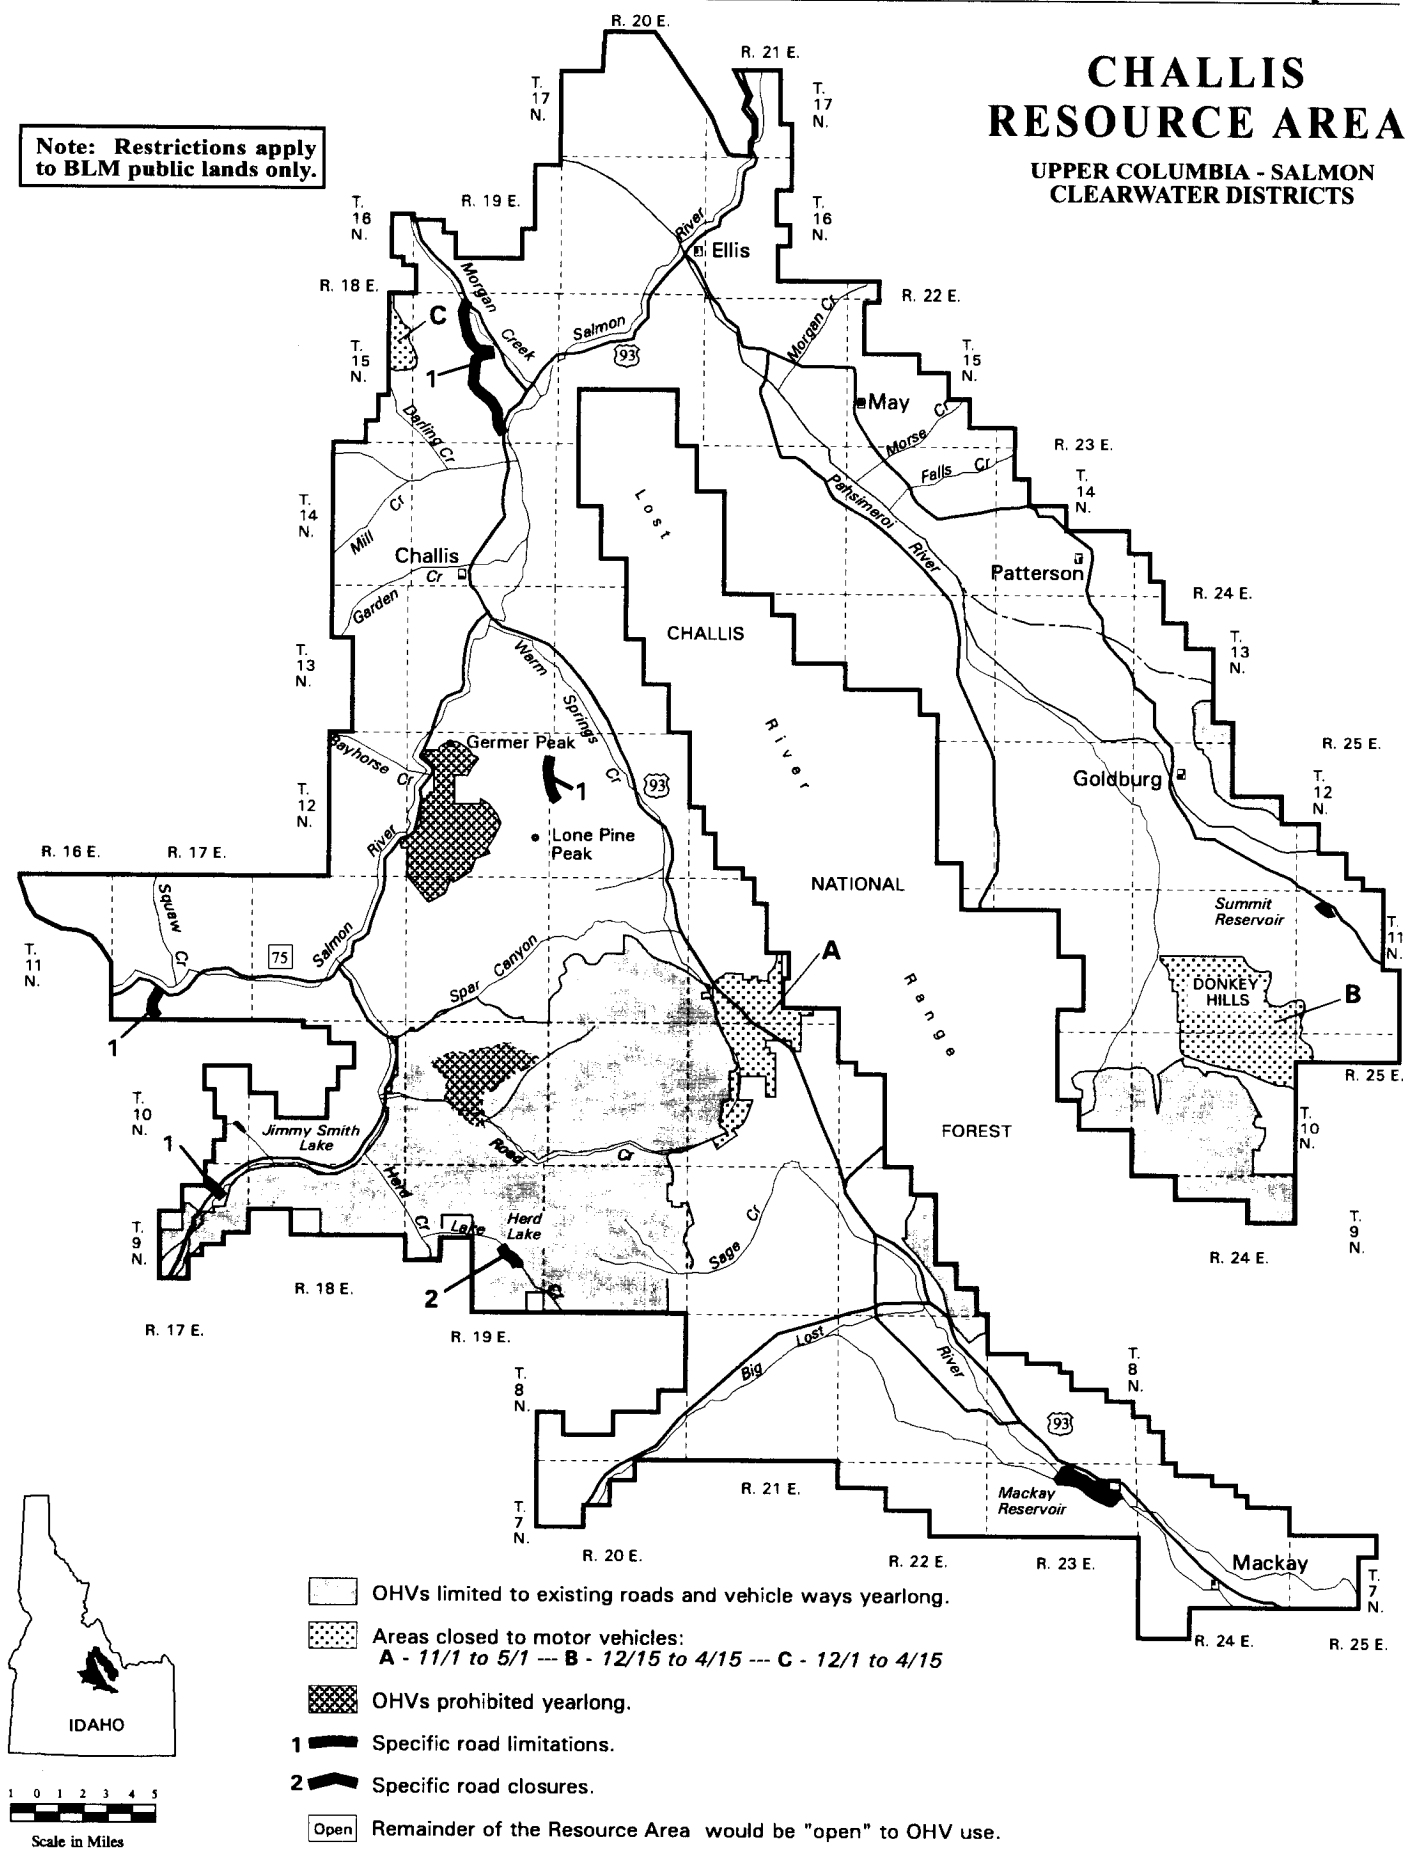 CHALLIS
RESOURCE AREA
UPPER COLUMBIA - SALMON
CLEARWATER DISTRICTS
Note: Restrictions apply
to BLM public lands only.
R. 20 E.
R. 21 E.
T.
17
N.
T.
17
N.
T.
16
N.
R. 19 E.
T.
16
N.
River
Ellis
R. 18 E.
Morgan
Creek
C
1
Salmon
93
Morgan Cr
R. 22 E.
T.
15
N.
T.
15
N.
May
Darling Cr
Morse Cr
R. 23 E.
Falls Cr
T.
14
N.
T.
14
N.
Mill Cr
Lost
Pahsimeroi
River
Challis
Garden Cr
Patterson
R. 24 E.
CHALLIS
T.
13
N.
T.
13
N.
Warm
Springs
Cr
River
Bayhorse Cr
Germer Peak
1
93
R. 25 E.
Goldburg
T.
12
N.
T.
12
N.
River
Lone Pine
Peak
R. 16 E.
R. 17 E.
NATIONAL
Squaw
Cr
Summit
Reservoir
T.
11
N.
T.
11
N.
75
Salmon
Spar Canyon
A
Range
DONKEY
HILLS
B
1
R. 25 E.
T.
10
N.
1
Jimmy Smith
Lake
Road Cr
FOREST
T.
10
N.
Herd
Cr
Lake
Herd
Lake
Sage Cr
T.
9
N.
T.
9
N.
R. 24 E.
R. 18 E.
2
R. 17 E.
R. 19 E.
Big Lost
River
T.
8
N.
T.
8
N.
93
R. 21 E.
Mackay
Reservoir
T.
7
N.
R. 20 E.
R. 22 E.
R. 23 E.
Mackay
T.
7
N.
R. 24 E.
R. 25 E.
OHVs limited to existing roads and vehicle ways yearlong.
Areas closed to motor vehicles:
A - 11/1 to 5/1 --- B - 12/15 to 4/15 --- C - 12/1 to 4/15
OHVs prohibited yearlong.
1 Specific road limitations.
2 Specific road closures.
Open Remainder of the Resource Area would be "open" to OHV use.
IDAHO
1 0 1 2 3 4 5
Scale in Miles